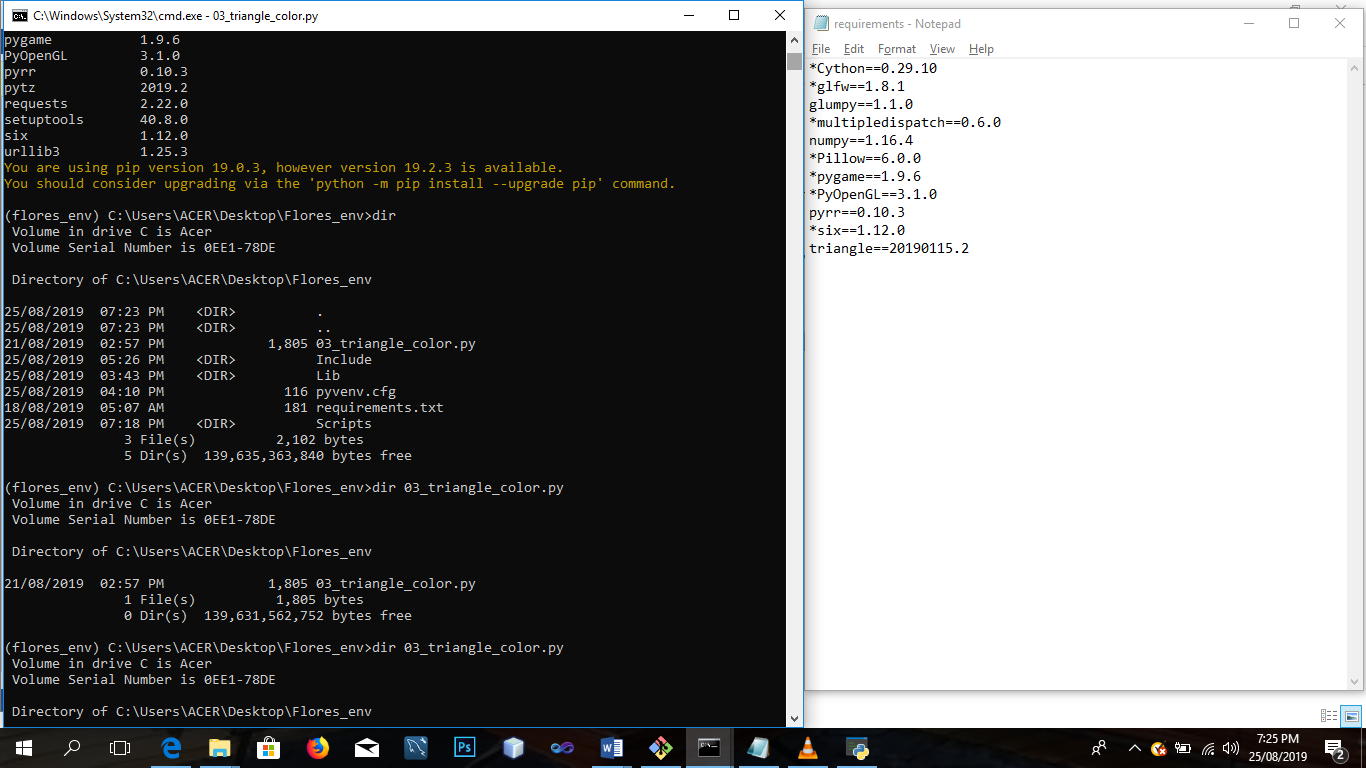 C:\Windows\System32\cmd.exe - 03_triangle_color.py
pygame 1.9.6
PyOpenGL 3.1.0
pyrr 0.10.3
pytz 2019.2
requests 2.22.0
setuptools 40.8.0
six 1.12.0
urllib3 1.25.3
You are using pip version 19.0.3, however version 19.2.3 is available.
You should consider upgrading via the 'python -m pip install --upgrade pip' command.
(flores_env) C:\Users\ACER\Desktop\Flores_env>dir
Volume in drive C is Acer
Volume Serial Number is 0EE1-78DE
Directory of C:\Users\ACER\Desktop\Flores_env
25/08/2019 07:23 PM <DIR> .
25/08/2019 07:23 PM <DIR> ..
21/08/2019 02:57 PM 1,805 03_triangle_color.py
25/08/2019 05:26 PM <DIR> Include
25/08/2019 03:43 PM <DIR> Lib
25/08/2019 04:10 PM 116 pyvenv.cfg
18/08/2019 05:07 AM 181 requirements.txt
25/08/2019 07:18 PM <DIR> Scripts
3 File(s) 2,102 bytes
5 Dir(s) 139,635,363,840 bytes free
(flores_env) C:\Users\ACER\Desktop\Flores_env>dir 03_triangle_color.py
Volume in drive C is Acer
Volume Serial Number is 0EE1-78DE
Directory of C:\Users\ACER\Desktop\Flores_env
21/08/2019 02:57 PM 1,805 03_triangle_color.py
1 File(s) 1,805 bytes
0 Dir(s) 139,631,562,752 bytes free
(flores_env) C:\Users\ACER\Desktop\Flores_env>dir 03_triangle_color.py
Volume in drive C is Acer
Volume Serial Number is 0EE1-78DE
Directory of C:\Users\ACER\Desktop\Flores_env
requirements - Notepad
File Edit Format View Help
*Cython==0.29.10
*glfw==1.8.1
glumpy==1.1.0
*multipledispatch==0.6.0
numpy==1.16.4
*Pillow==6.0.0
*pygame==1.9.6
*PyOpenGL==3.1.0
pyrr==0.10.3
*six==1.12.0
triangle==20190115.2
Ps
7:25 PM
25/08/2019
2